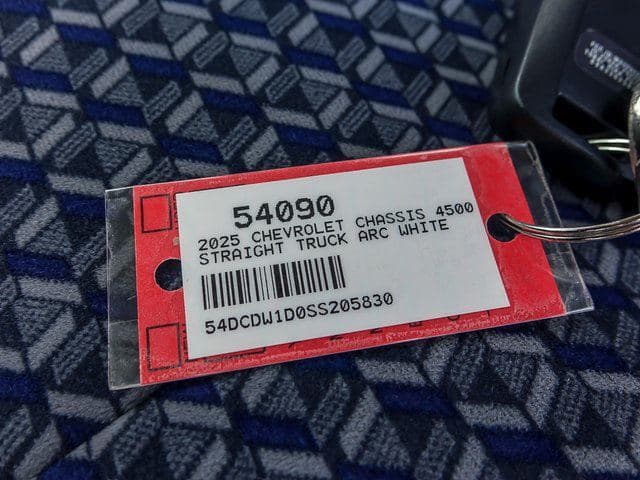 54090
2025 CHEVROLET CHASSIS 4500
STRAIGHT TRUCK ARC WHITE
54DCDW1D0SS205830